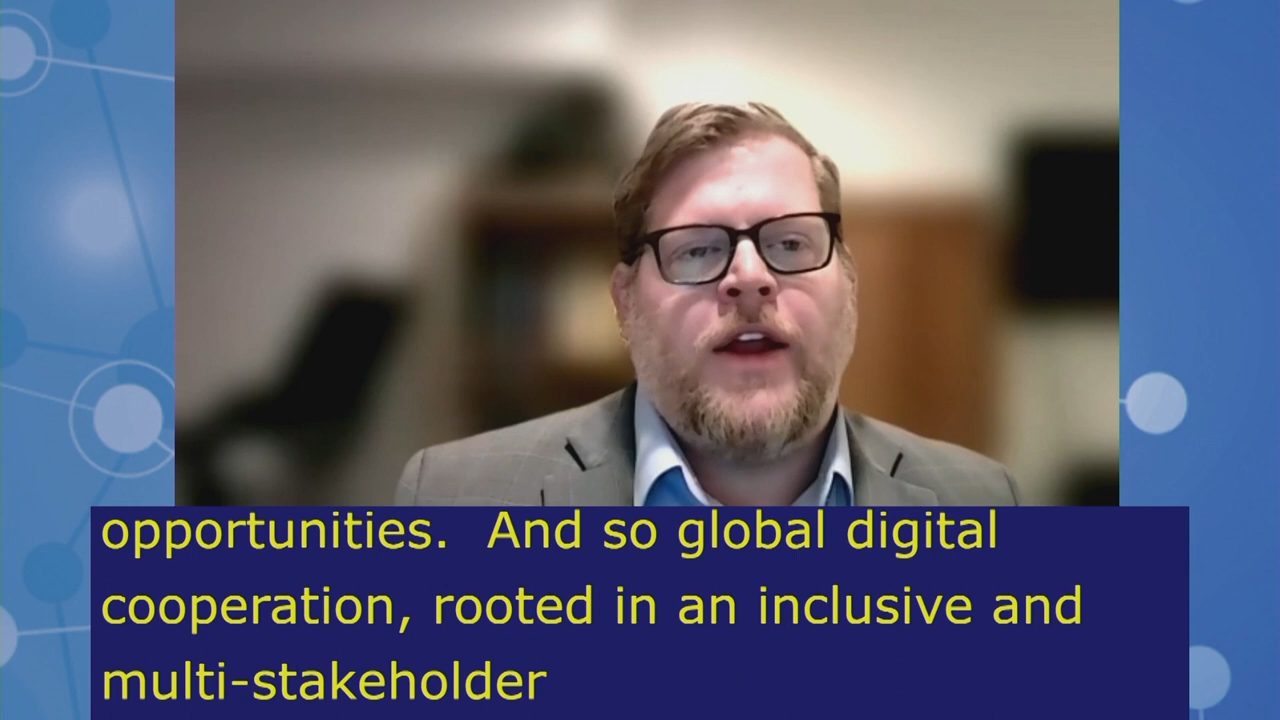 opportunities.  And so global digital
cooperation, rooted in an inclusive and
multi-stakeholder